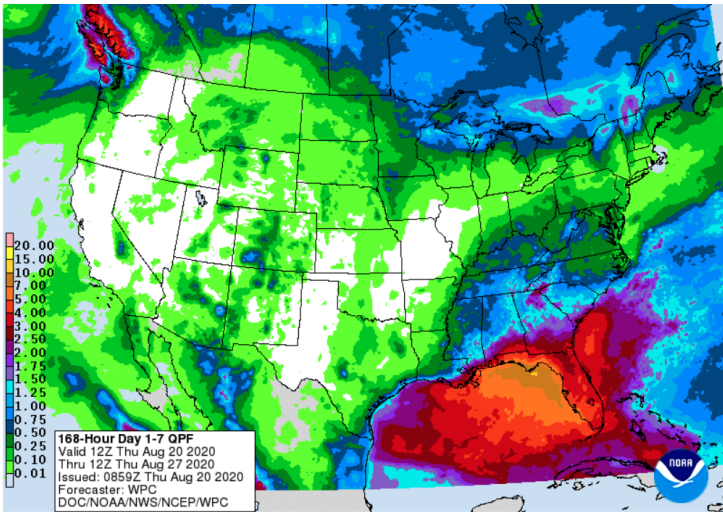 20.00
15.00
10.00
7.00
5.00
4.00
3.00
2.50
2.00
1.75
1.50
1.25
1.00
0.75
0.50
0.25
0.10
0.01
168-Hour Day 1-7 QPF
Valid 12Z Thu Aug 20 2020
Thru 12Z Thu Aug 27 2020
Issued: 0859Z Thu Aug 20 2020
Forecaster: WPC
DOC/NOAA/NWS/NCEP/WPC
NOAA